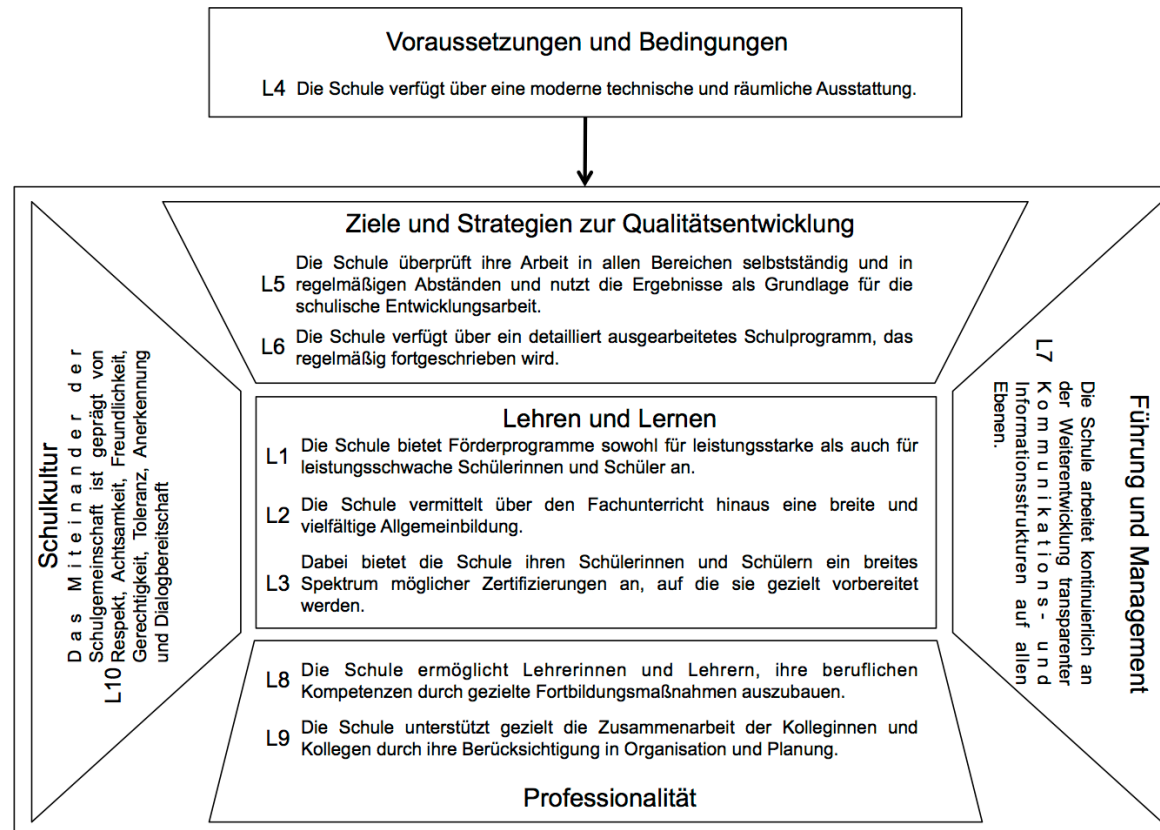 Voraussetzungen und Bedingungen
L4 Die Schule verfügt über eine moderne technische und räumliche Ausstattung.
Ziele und Strategien zur Qualitätsentwicklung
Die Schule überprüft ihre Arbeit in allen Bereichen selbstständig und in
L5 regelmäßigen Abständen und nutzt die Ergebnisse als Grundlage für die
schulische Entwicklungsarbeit.
L6 Die Schule verfügt über ein detailliert ausgearbeitetes Schulprogramm, das
regelmäßig fortgeschrieben wird.
Schulkultur
Das Miteinander der
Schulgemeinschaft ist geprägt von
L10 Respekt, Achtsamkeit, Freundlichkeit,
Gerechtigkeit, Toleranz, Anerkennung
und Dialogbereitschaft
Lehren und Lernen
L1 Die Schule bietet Förderprogramme sowohl für leistungsstarke als auch für
leistungsschwache Schülerinnen und Schüler an.
L2 Die Schule vermittelt über den Fachunterricht hinaus eine breite und
vielfältige Allgemeinbildung.
Dabei bietet die Schule ihren Schülerinnen und Schülern ein breites
L3 Spektrum möglicher Zertifizierungen an, auf die sie gezielt vorbereitet
werden.
Führung und Management
L7
Die Schule arbeitet kontinuierlich an
der Weiterentwicklung transparenter
Kommunikations- und
Informationsstrukturen auf allen
Ebenen.
L8 Die Schule ermöglicht Lehrerinnen und Lehrern, ihre beruflichen
Kompetenzen durch gezielte Fortbildungsmaßnahmen auszubauen.
L9 Die Schule unterstützt gezielt die Zusammenarbeit der Kolleginnen und
Kollegen durch ihre Berücksichtigung in Organisation und Planung.
Professionalität